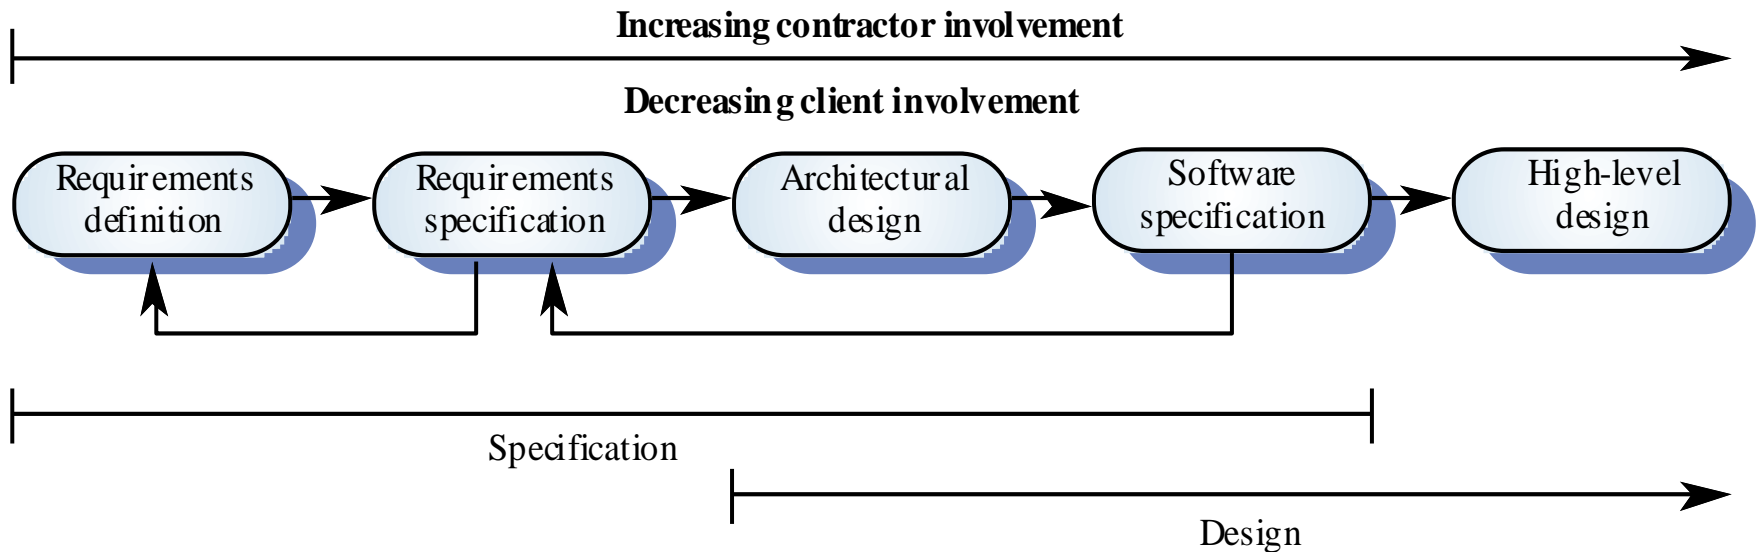 Increasing contractor involvement
Decreasing client involvement
Requirements
definition
Requirements
specification
Architectural
design
Software
specification
High-level
design
Specification
Design